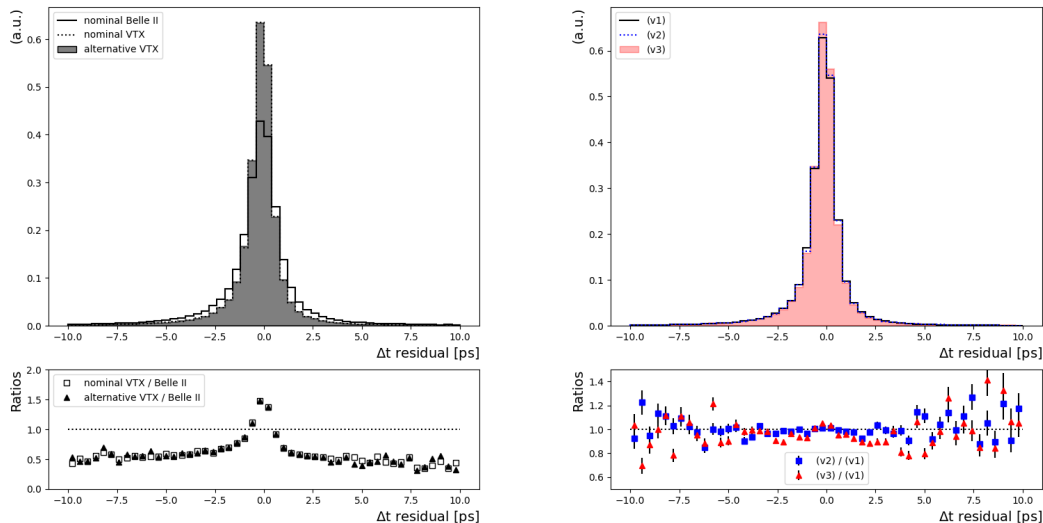 (a.u.)
nominal Belle II
nominal VTX
alternative VTX
0.6
0.5
0.4
0.3
0.2
0.1
0.0
−10.0 −7.5 −5.0 −2.5 0.0 2.5 5.0 7.5 10.0
Δt residual [ps]
Ratios
2.0
1.5
1.0
0.5
0.0
nominal VTX / Belle II
alternative VTX / Belle II
−10.0 −7.5 −5.0 −2.5 0.0 2.5 5.0 7.5 10.0
Δt residual [ps]
(a.u.)
(v1)
(v2)
(v3)
0.6
0.5
0.4
0.3
0.2
0.1
0.0
−10.0 −7.5 −5.0 −2.5 0.0 2.5 5.0 7.5 10.0
Δt residual [ps]
Ratios
1.4
1.2
1.0
0.8
0.6
(v2) / (v1)
(v3) / (v1)
−10.0 −7.5 −5.0 −2.5 0.0 2.5 5.0 7.5 10.0
Δt residual [ps]